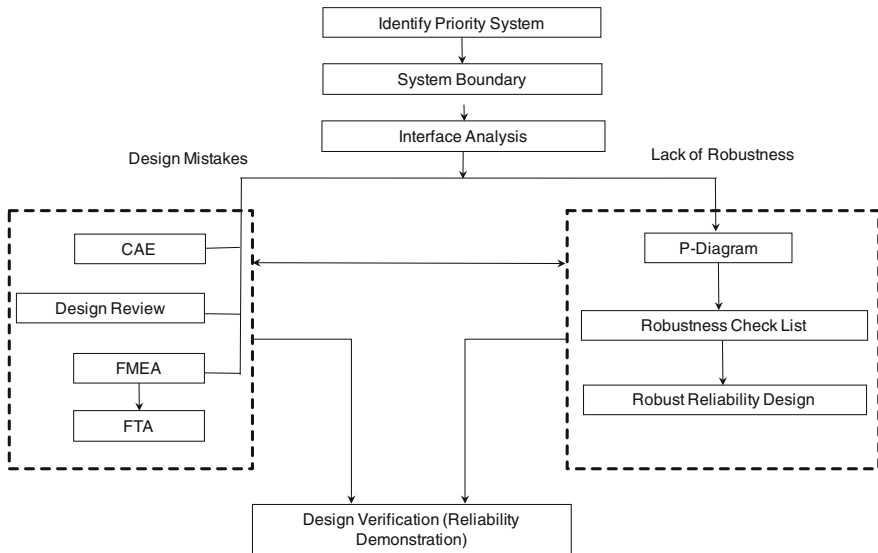 Identify Priority System
System Boundary
Interface Analysis
Design Mistakes
Lack of Robustness
CAE
Design Review
FMEA
FTA
P-Diagram
Robustness Check List
Robust Reliability Design
Design Verification (Reliability
Demonstration)